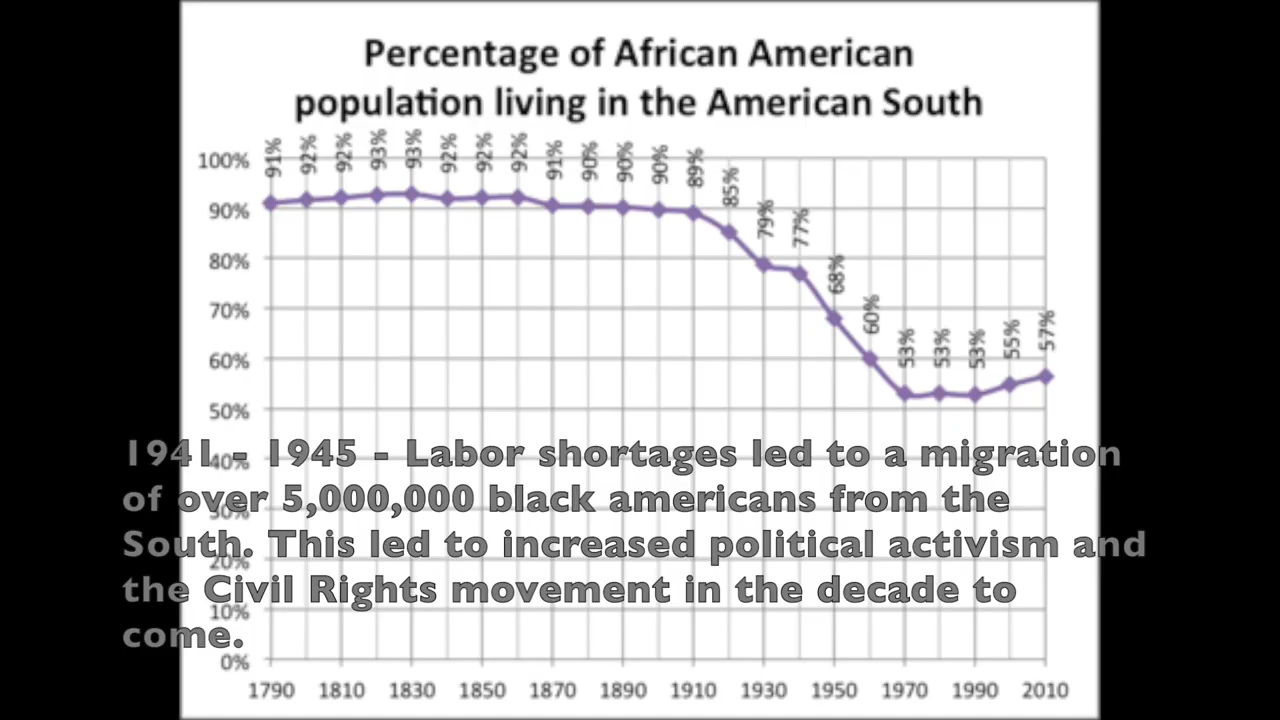 Percentage of African American
population living in the American South
91% 92% 92% 93% 93% 92% 92% 92% 91% 90% 90% 90% 89% 85% 79% 77% 68% 60% 53% 53% 53% 55% 57%
100%
90%
80%
70%
60%
50%
40%
30%
20%
10%
0%
1941 - 1945 - Labor shortages led to a migration
of over 5,000,000 black americans from the
South. This led to increased political activism and
the Civil Rights movement in the decade to
come.
1790 1810 1830 1850 1870 1890 1910 1930 1950 1970 1990 2010